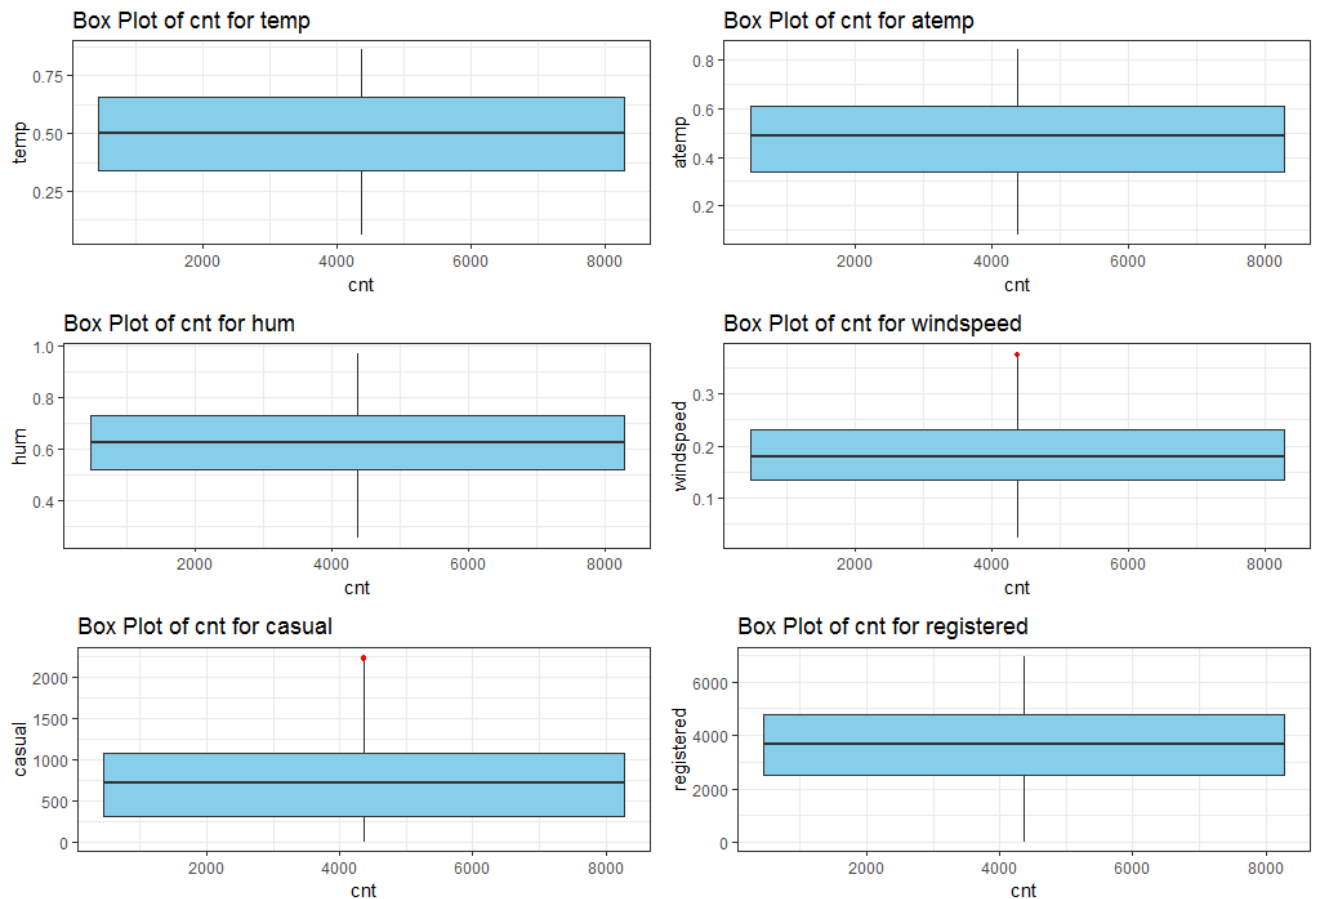 Box Plot of cnt for temp
temp
0.75
0.50
0.25
2000 4000 6000 8000
cnt
Box Plot of cnt for atemp
atemp
0.8
0.6
0.4
0.2
2000 4000 6000 8000
cnt
Box Plot of cnt for hum
hum
1.0
0.8
0.6
0.4
2000 4000 6000 8000
cnt
Box Plot of cnt for windspeed
windspeed
0.3
0.2
0.1
2000 4000 6000 8000
cnt
Box Plot of cnt for casual
casual
2000
1500
1000
500
0
2000 4000 6000 8000
cnt
Box Plot of cnt for registered
registered
6000
4000
2000
0
2000 4000 6000 8000
cnt